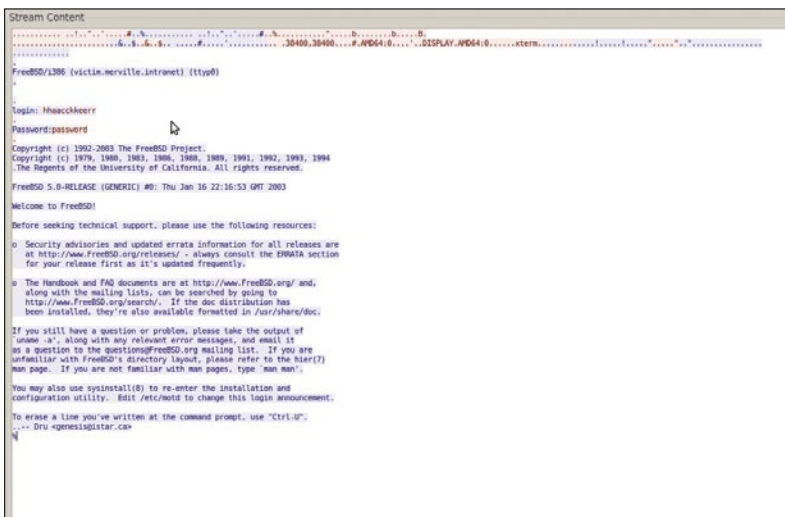 Stream Content
.38400,38400....#.AMD64:0....'..DISPLAY.AMD64:0......xterm
FreeBSD/i386 (victim.merville.intranet) (ttyp0)
login: hhaacckkeerr
Password:password
Copyright (c) 1992-2003 The FreeBSD Project.
Copyright (c) 1979, 1980, 1983, 1986, 1988, 1989, 1991, 1992, 1993, 1994
.The Regents of the University of California. All rights reserved.
FreeBSD 5.0-RELEASE (GENERIC) #0: Thu Jan 16 22:16:53 GMT 2003
Welcome to FreeBSD!
Before seeking technical support, please use the following resources:
o  Security advisories and updated errata information for all releases are
at http://www.FreeBSD.org/releases/ - always consult the ERRATA section
for your release first as it's updated frequently.
o  The Handbook and FAQ documents are at http://www.FreeBSD.org/ and,
along with the mailing lists, can be searched by going to
http://www.FreeBSD.org/search/.  If the doc distribution has
been installed, they're also available formatted in /usr/share/doc.
If you still have a question or problem, please take the output of
`uname -a', along with any relevant error messages, and email it
as a question to the questions@FreeBSD.org mailing list.  If you are
unfamiliar with FreeBSD's directory layout, please refer to the hier(7)
man page.  If you are not familiar with man pages, type `man man'.
You may also use sysinstall(8) to re-enter the installation and
configuration utility.  Edit /etc/motd to change this login announcement.
To erase a line you've written at the command prompt, use "Ctrl-U".
..-- Dru <genesis@istar.ca>
%